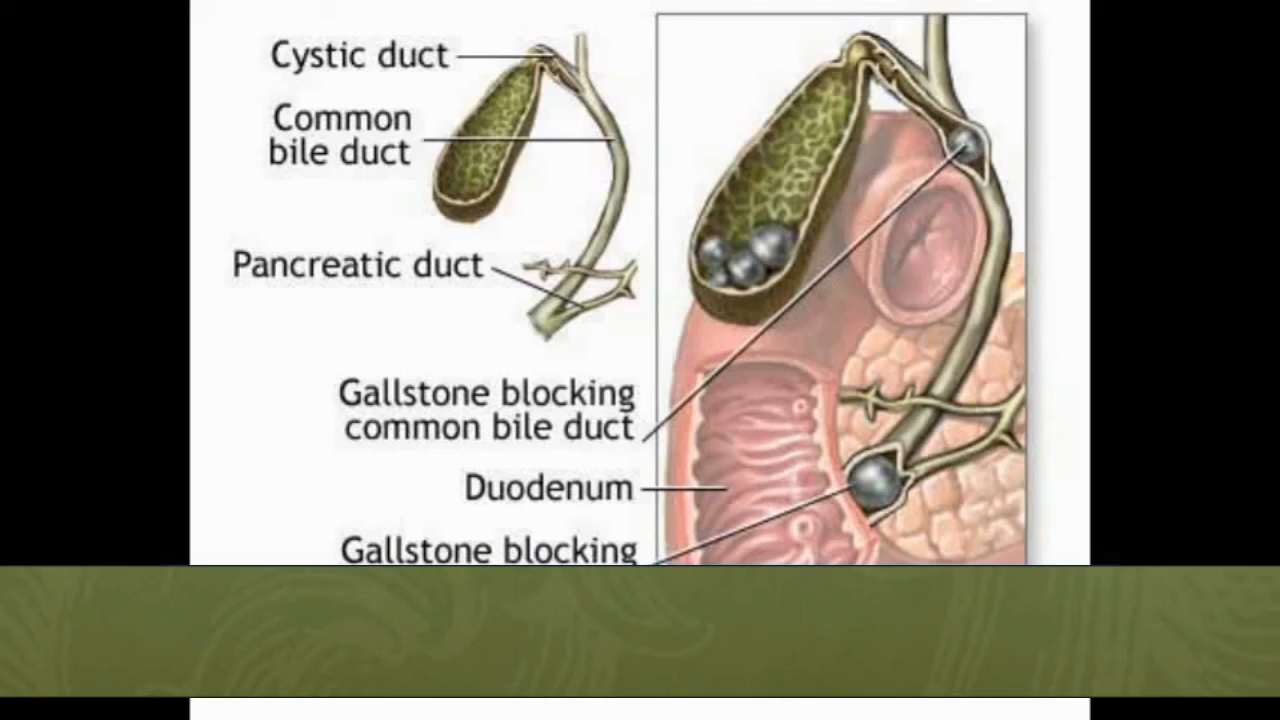 Cystic duct
Common
bile duct
Pancreatic duct
Gallstone blocking
common bile duct
Duodenum
Gallstone blocking